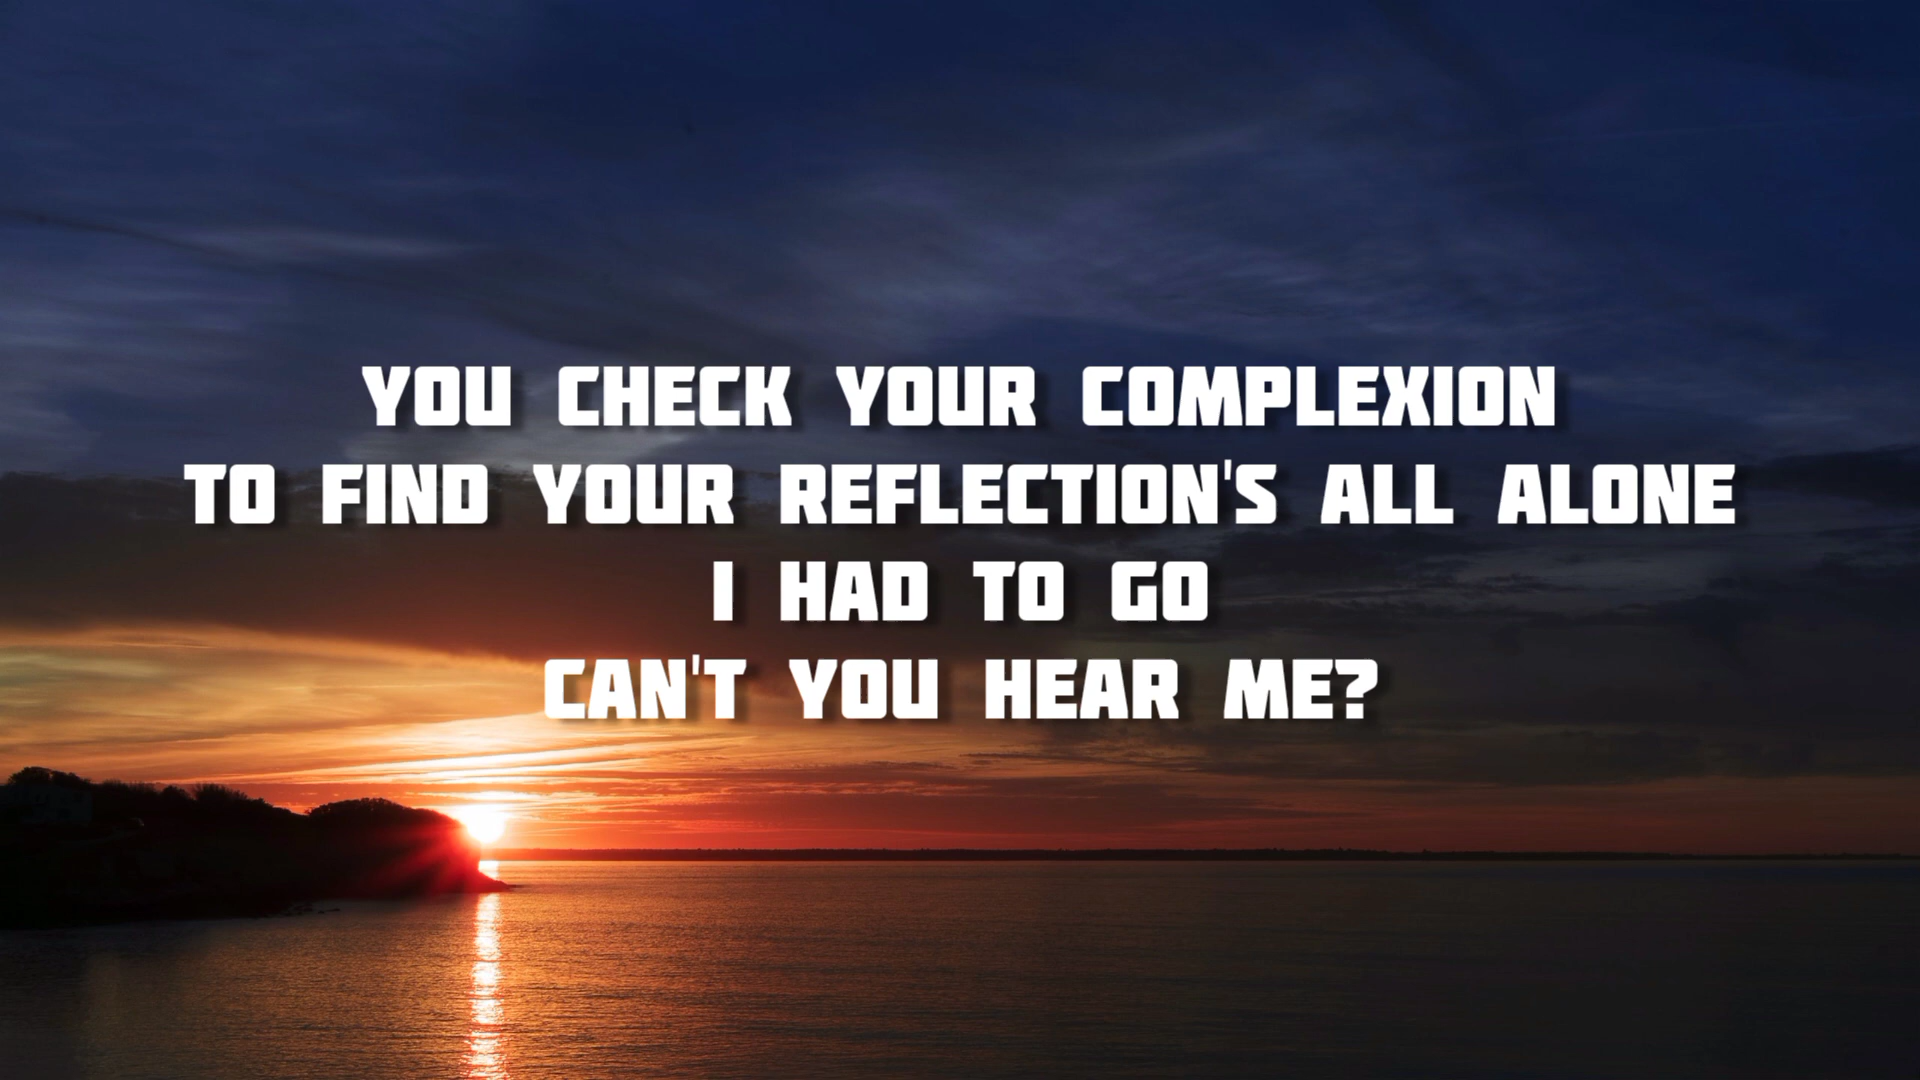 YOU CHECK YOUR COMPLEXION
TO FIND YOUR REFLECTION'S ALL ALONE
I HAD TO GO
CAN'T YOU HEAR ME?